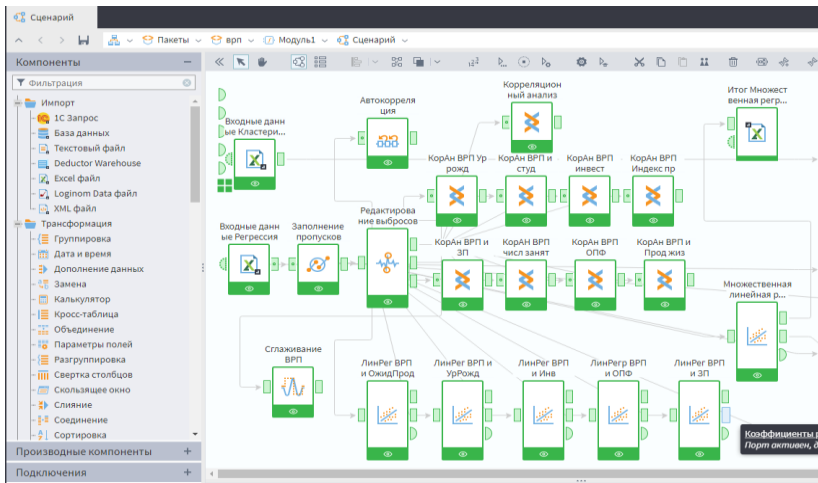 Сценарий
Пакеты
врп
Модуль1
Сценарий
Компоненты
Фильтрация
Импорт
1С Запрос
База данных
Текстовый файл
Deductor Warehouse
Excel файл
Loginom Data файл
XML файл
Трансформация
Группировка
Дата и время
Дополнение данных
Замена
Калькулятор
Кросс-таблица
Объединение
Параметры полей
Разгруппировка
Свертка столбцов
Скользящее окно
Слияние
Соединение
Сортировка
Производные компоненты
Подключения
Входные данн
ые Кластери...
Автокорреля
ция
Корреляцион
ный анализ
Итог Множест
венная регр...
КорАн ВРП Ур
рожд
КорАн ВРП и
студ
КорАн ВРП
инвест
КорАн ВРП
Индекс пр
Входные данн
ые Регрессия
Заполнение
пропусков
Редактирова
ние выбросов
КорАн ВРП и
ЗП
КорАН ВРП
числ занят
КорАн ВРП
ОПФ
КорАн ВРП и
Прод жиз
Множественная
линейная р...
Сглаживание
ВРП
ЛинРег ВРП
и ОжидПрод
ЛинРег ВРП и
УрРожд
ЛинРег ВРП
и Инв
ЛинРегр ВРП
и ОПФ
ЛинРег ВРП
и ЗП
Коэффициенты р
Порт активен, д